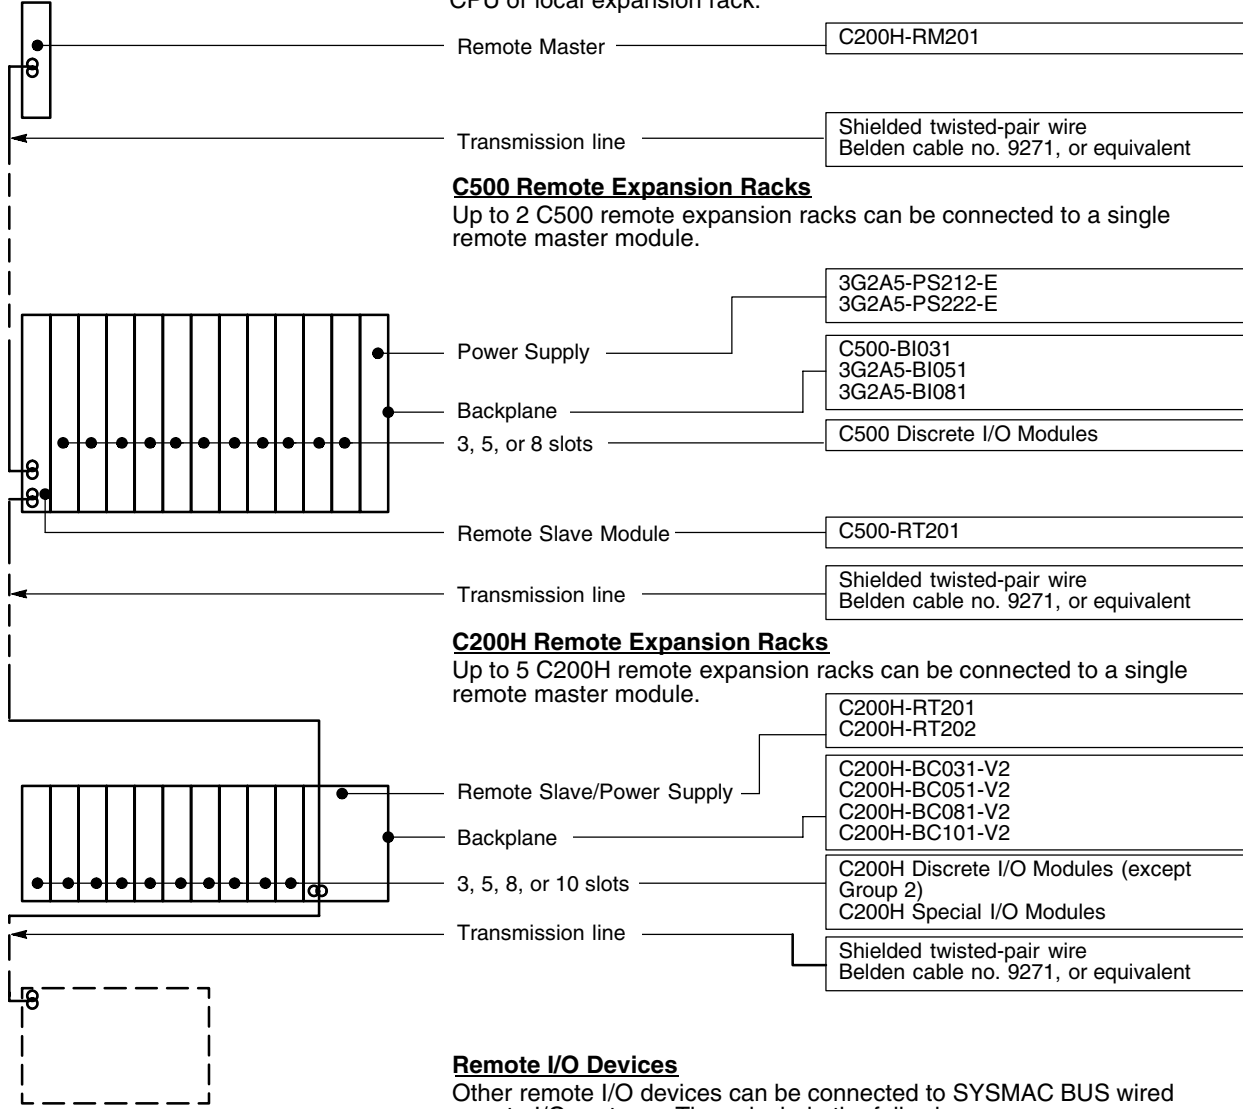 CPU or local expansion rack.
Remote Master
C200H-RM201
Transmission line
Shielded twisted-pair wire
Belden cable no. 9271, or equivalent
C500 Remote Expansion Racks
Up to 2 C500 remote expansion racks can be connected to a single
remote master module.
3G2A5-PS212-E
3G2A5-PS222-E
Power Supply
C500-BI031
3G2A5-BI051
3G2A5-BI081
Backplane
3, 5, or 8 slots
C500 Discrete I/O Modules
Remote Slave Module
C500-RT201
Transmission line
Shielded twisted-pair wire
Belden cable no. 9271, or equivalent
C200H Remote Expansion Racks
Up to 5 C200H remote expansion racks can be connected to a single
remote master module.
C200H-RT201
C200H-RT202
Remote Slave/Power Supply
C200H-BC031-V2
C200H-BC051-V2
C200H-BC081-V2
C200H-BC101-V2
Backplane
3, 5, 8, or 10 slots
C200H Discrete I/O Modules (except
Group 2)
C200H Special I/O Modules
Transmission line
Shielded twisted-pair wire
Belden cable no. 9271, or equivalent
Remote I/O Devices
Other remote I/O devices can be connected to SYSMAC BUS wired